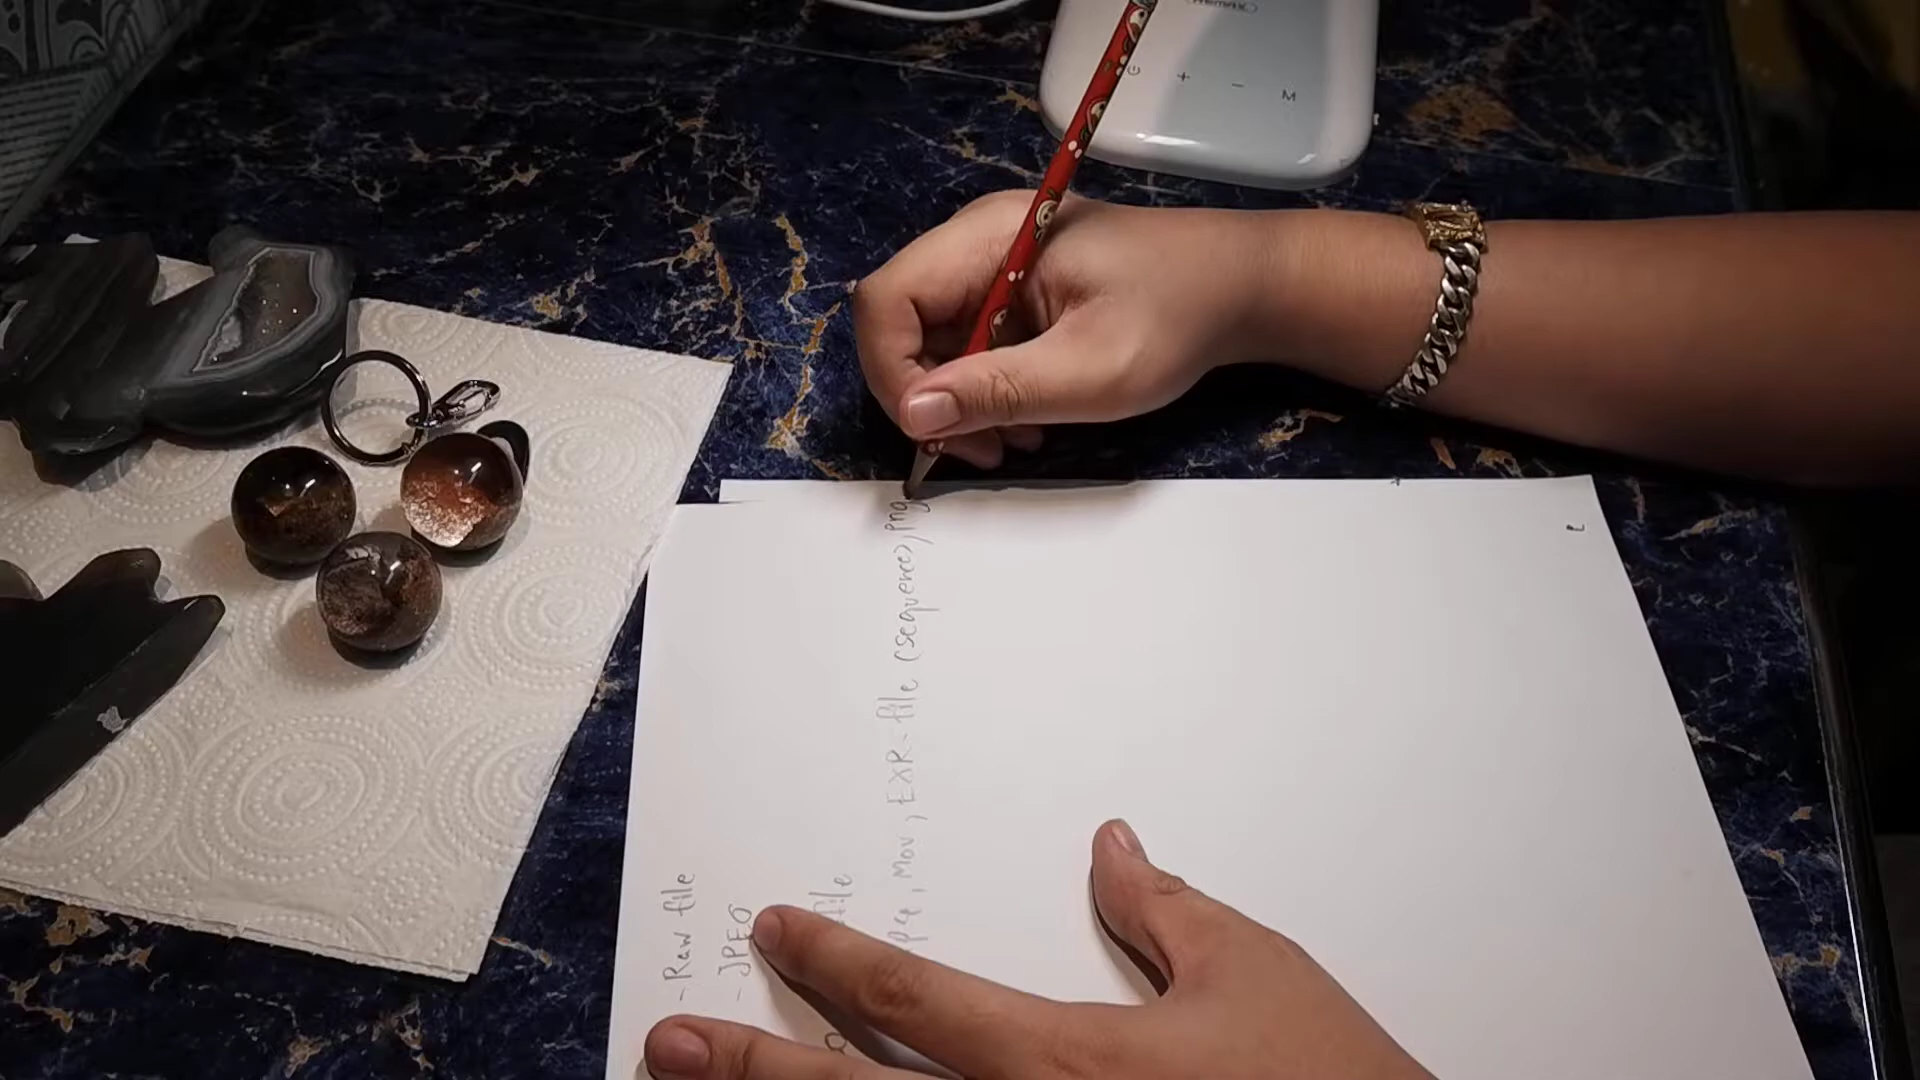 - Raw file
- JPEG
file
MP4, Mov, EXR-file (sequence), png
+ - M